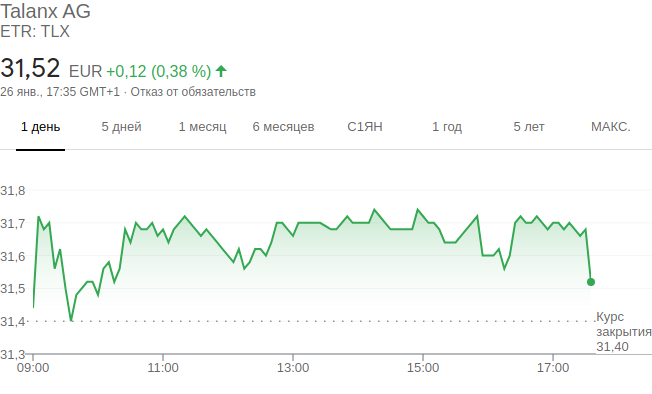 Talanx AG
ETR: TLX
31,52 EUR +0,12 (0,38 %)
26 янв., 17:35 GMT+1 · Отказ от обязательств
1 день 5 дней 1 месяц 6 месяцев С1ЯН 1 год 5 лет МАКС.
31,8
31,7
31,6
31,5
31,4
Курс
закрытия
31,40
31,3
09:00 11:00 13:00 15:00 17:00